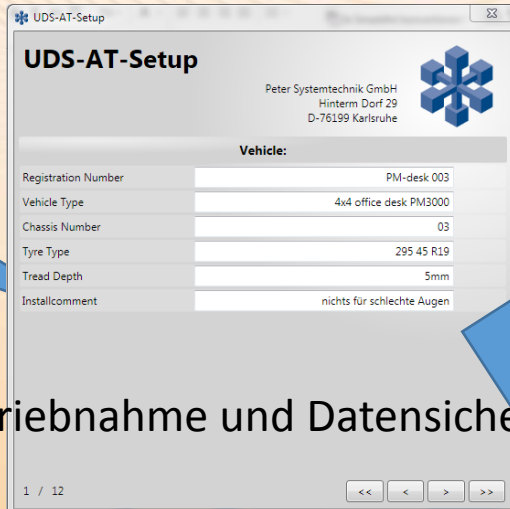 UDS-AT-Setup
UDS-AT-Setup
Peter Systemtechnik GmbH
Hinterm Dorf 29
D-76199 Karlsruhe
Vehicle:
Registration Number PM-desk 003
Vehicle Type 4x4 office desk PM3000
Chassis Number 03
Tyre Type 295 45 R19
Tread Depth 5mm
Installcomment nichts für schlechte Augen
riebnahme und Datensiche
1 / 12 << < > >>